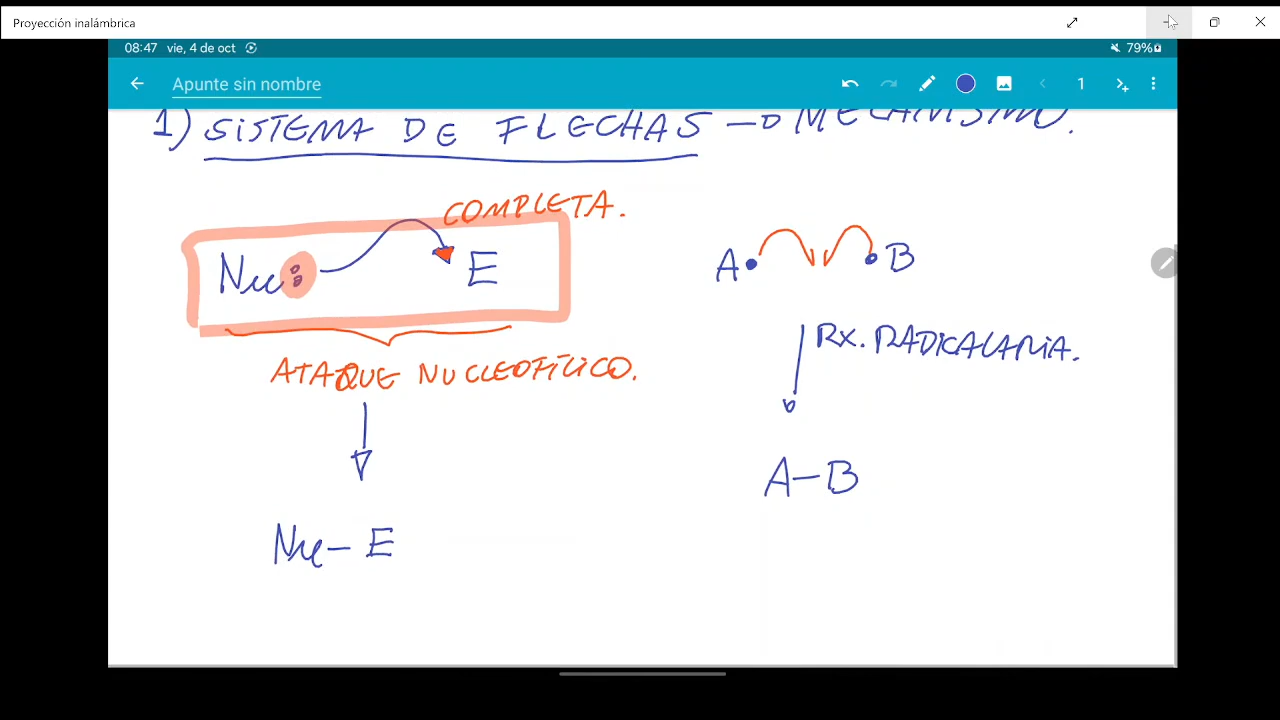 Proyección inalámbrica
08:47 vie, 4 de oct
79%
Apunte sin nombre
1
1) SISTEMA DE FLECHAS → MECANISMO.
COMPLETA.
Nu: E
A• •B
ATAQUE NUCLEOFÍLICO.
RX. RADICALARIA.
A-B
Nu-E